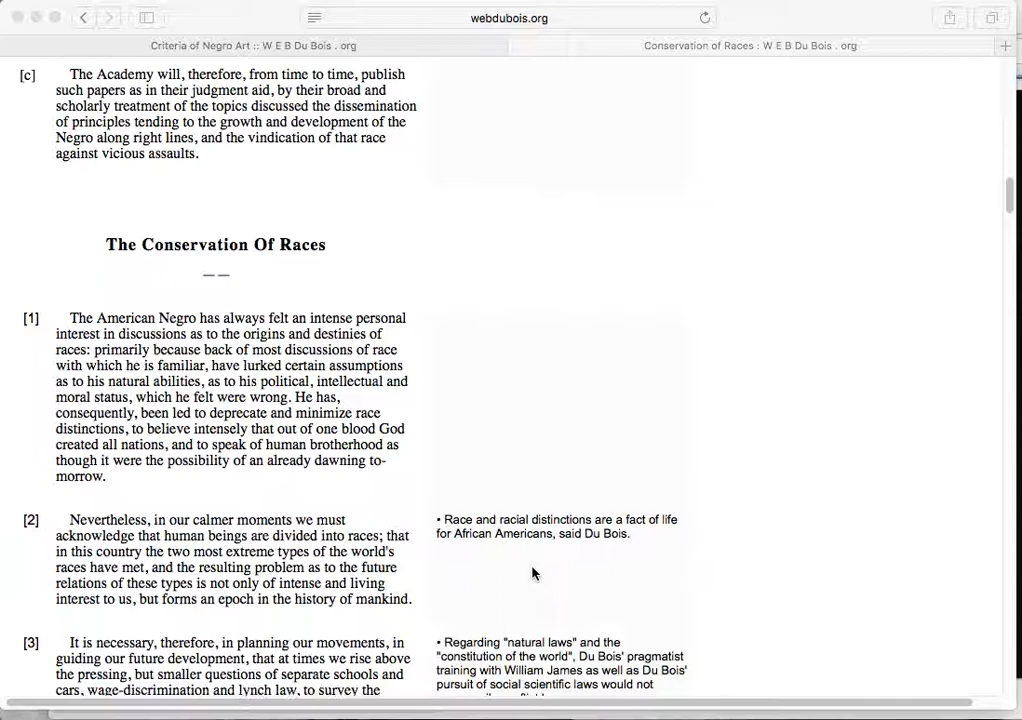 webdubois.org
Criteria of Negro Art :: W E B Du Bois . org
Conservation of Races : W E B Du Bois . org
[c] The Academy will, therefore, from time to time, publish
such papers as in their judgment aid, by their broad and
scholarly treatment of the topics discussed the dissemination
of principles tending to the growth and development of the
Negro along right lines, and the vindication of that race
against vicious assaults.
The Conservation Of Races
— —
[1] The American Negro has always felt an intense personal
interest in discussions as to the origins and destinies of
races: primarily because back of most discussions of race
with which he is familiar, have lurked certain assumptions
as to his natural abilities, as to his political, intellectual and
moral status, which he felt were wrong. He has,
consequently, been led to deprecate and minimize race
distinctions, to believe intensely that out of one blood God
created all nations, and to speak of human brotherhood as
though it were the possibility of an already dawning to-
morrow.
[2] Nevertheless, in our calmer moments we must
acknowledge that human beings are divided into races; that
in this country the two most extreme types of the world's
races have met, and the resulting problem as to the future
relations of these types is not only of intense and living
interest to us, but forms an epoch in the history of mankind.
• Race and racial distinctions are a fact of life
for African Americans, said Du Bois.
[3] It is necessary, therefore, in planning our movements, in
guiding our future development, that at times we rise above
the pressing, but smaller questions of separate schools and
cars, wage-discrimination and lynch law, to survey the
• Regarding "natural laws" and the
"constitution of the world", Du Bois' pragmatist
training with William James as well as Du Bois'
pursuit of social scientific laws would not